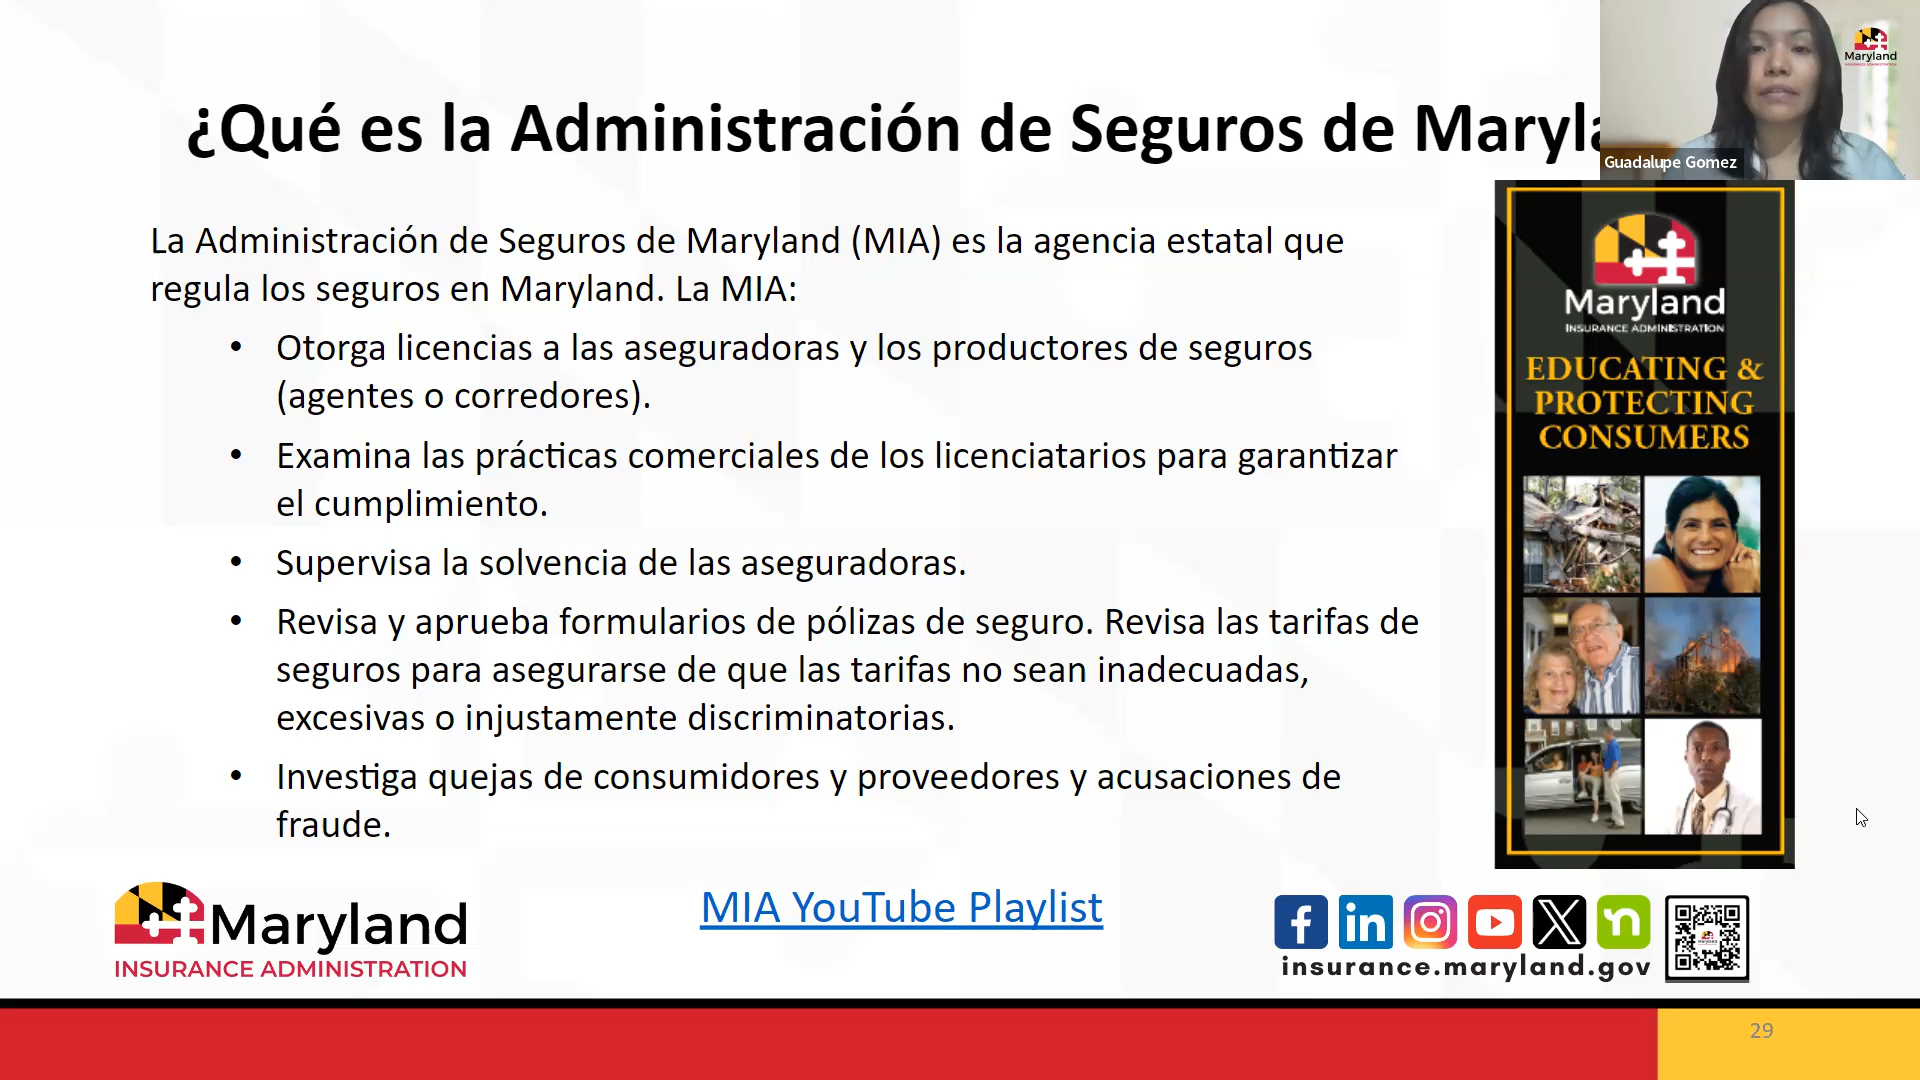 ¿Qué es la Administración de Seguros de Maryla
Maryland
Guadalupe Gomez
La Administración de Seguros de Maryland (MIA) es la agencia estatal que
regula los seguros en Maryland. La MIA:
• Otorga licencias a las aseguradoras y los productores de seguros
(agentes o corredores).
• Examina las prácticas comerciales de los licenciatarios para garantizar
el cumplimiento.
• Supervisa la solvencia de las aseguradoras.
• Revisa y aprueba formularios de pólizas de seguro. Revisa las tarifas de
seguros para asegurarse de que las tarifas no sean inadecuadas,
excesivas o injustamente discriminatorias.
• Investiga quejas de consumidores y proveedores y acusaciones de
fraude.
Maryland
INSURANCE ADMINISTRATION
EDUCATING &
PROTECTING
CONSUMERS
Maryland
INSURANCE ADMINISTRATION
MIA YouTube Playlist
insurance.maryland.gov
29